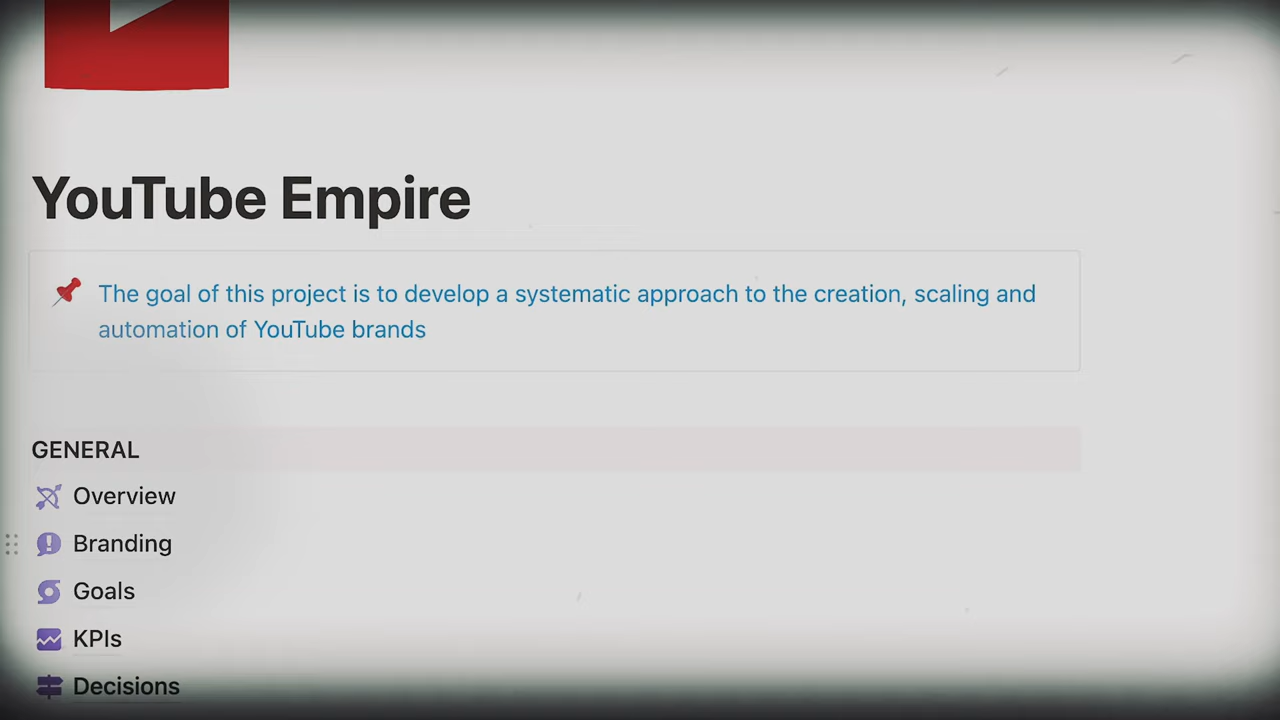 YouTube Empire
The goal of this project is to develop a systematic approach to the creation, scaling and
automation of YouTube brands
GENERAL
Overview
Branding
Goals
KPIs
Decisions